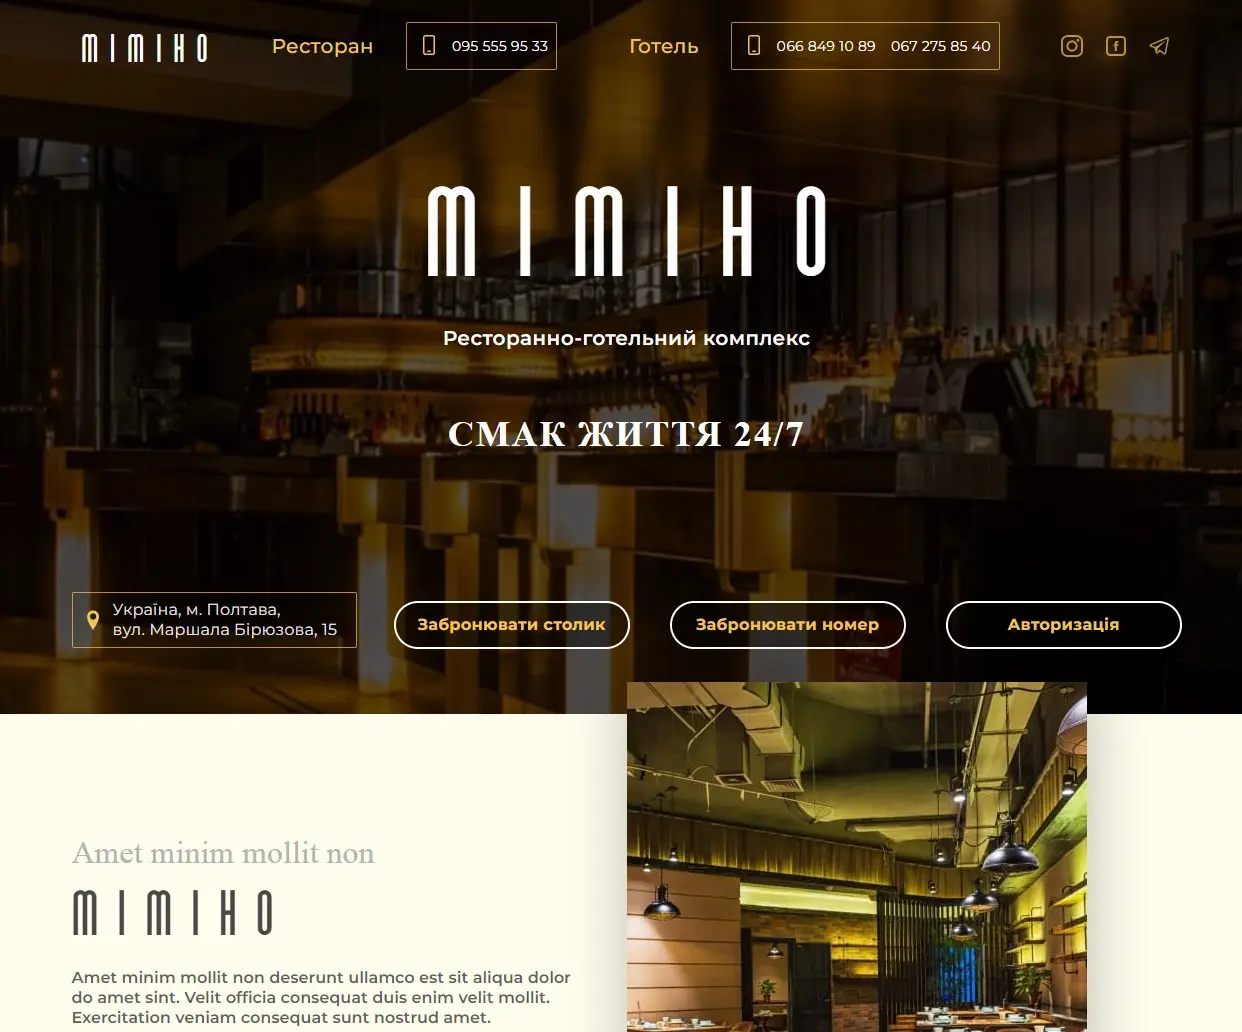 МІМІНО
Ресторан
095 555 95 33
Готель
066 849 10 89 067 275 85 40
МІМІНО
Ресторанно-готельний комплекс
СМАК ЖИТТЯ 24/7
Україна, м. Полтава,
вул. Маршала Бірюзова, 15
Забронювати столик
Забронювати номер
Авторизація
Amet minim mollit non
МІМІНО
Amet minim mollit non deserunt ullamco est sit aliqua dolor
do amet sint. Velit officia consequat duis enim velit mollit.
Exercitation veniam consequat sunt nostrud amet.